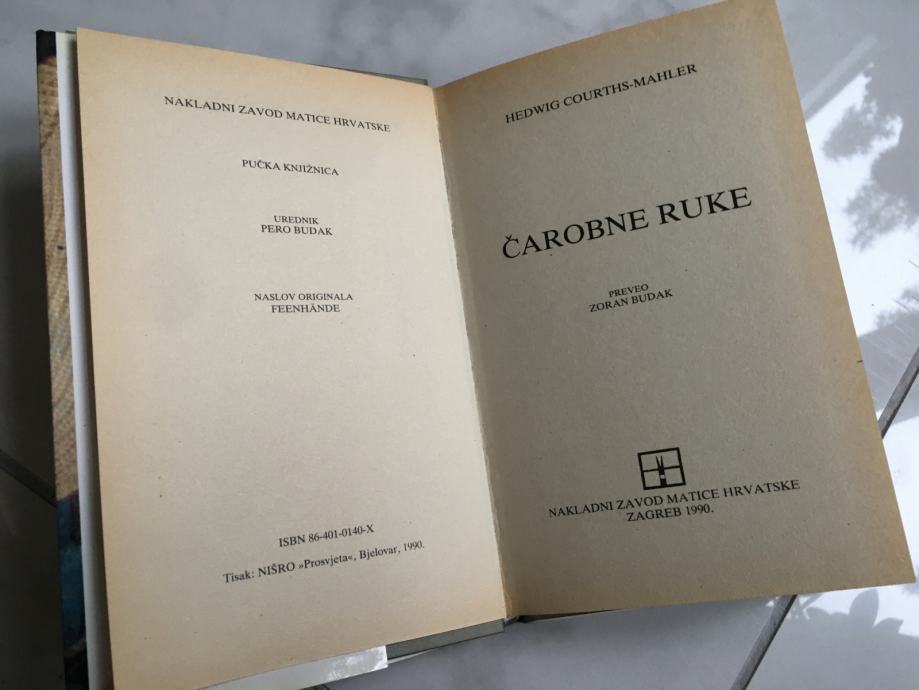 NAKLADNI ZAVOD MATICE HRVATSKE
PUČKA KNJIŽNICA
UREDNIK
PERO BUDAK
NASLOV ORIGINALA
FEENHÄNDE
ISBN 86-401-0140-X
Tisak: NIŠRO »Prosvjeta«, Bjelovar, 1990.
HEDWIG COURTHS-MAHLER
ČAROBNE RUKE
PREVEO
ZORAN BUDAK
NAKLADNI ZAVOD MATICE HRVATSKE
ZAGREB 1990.